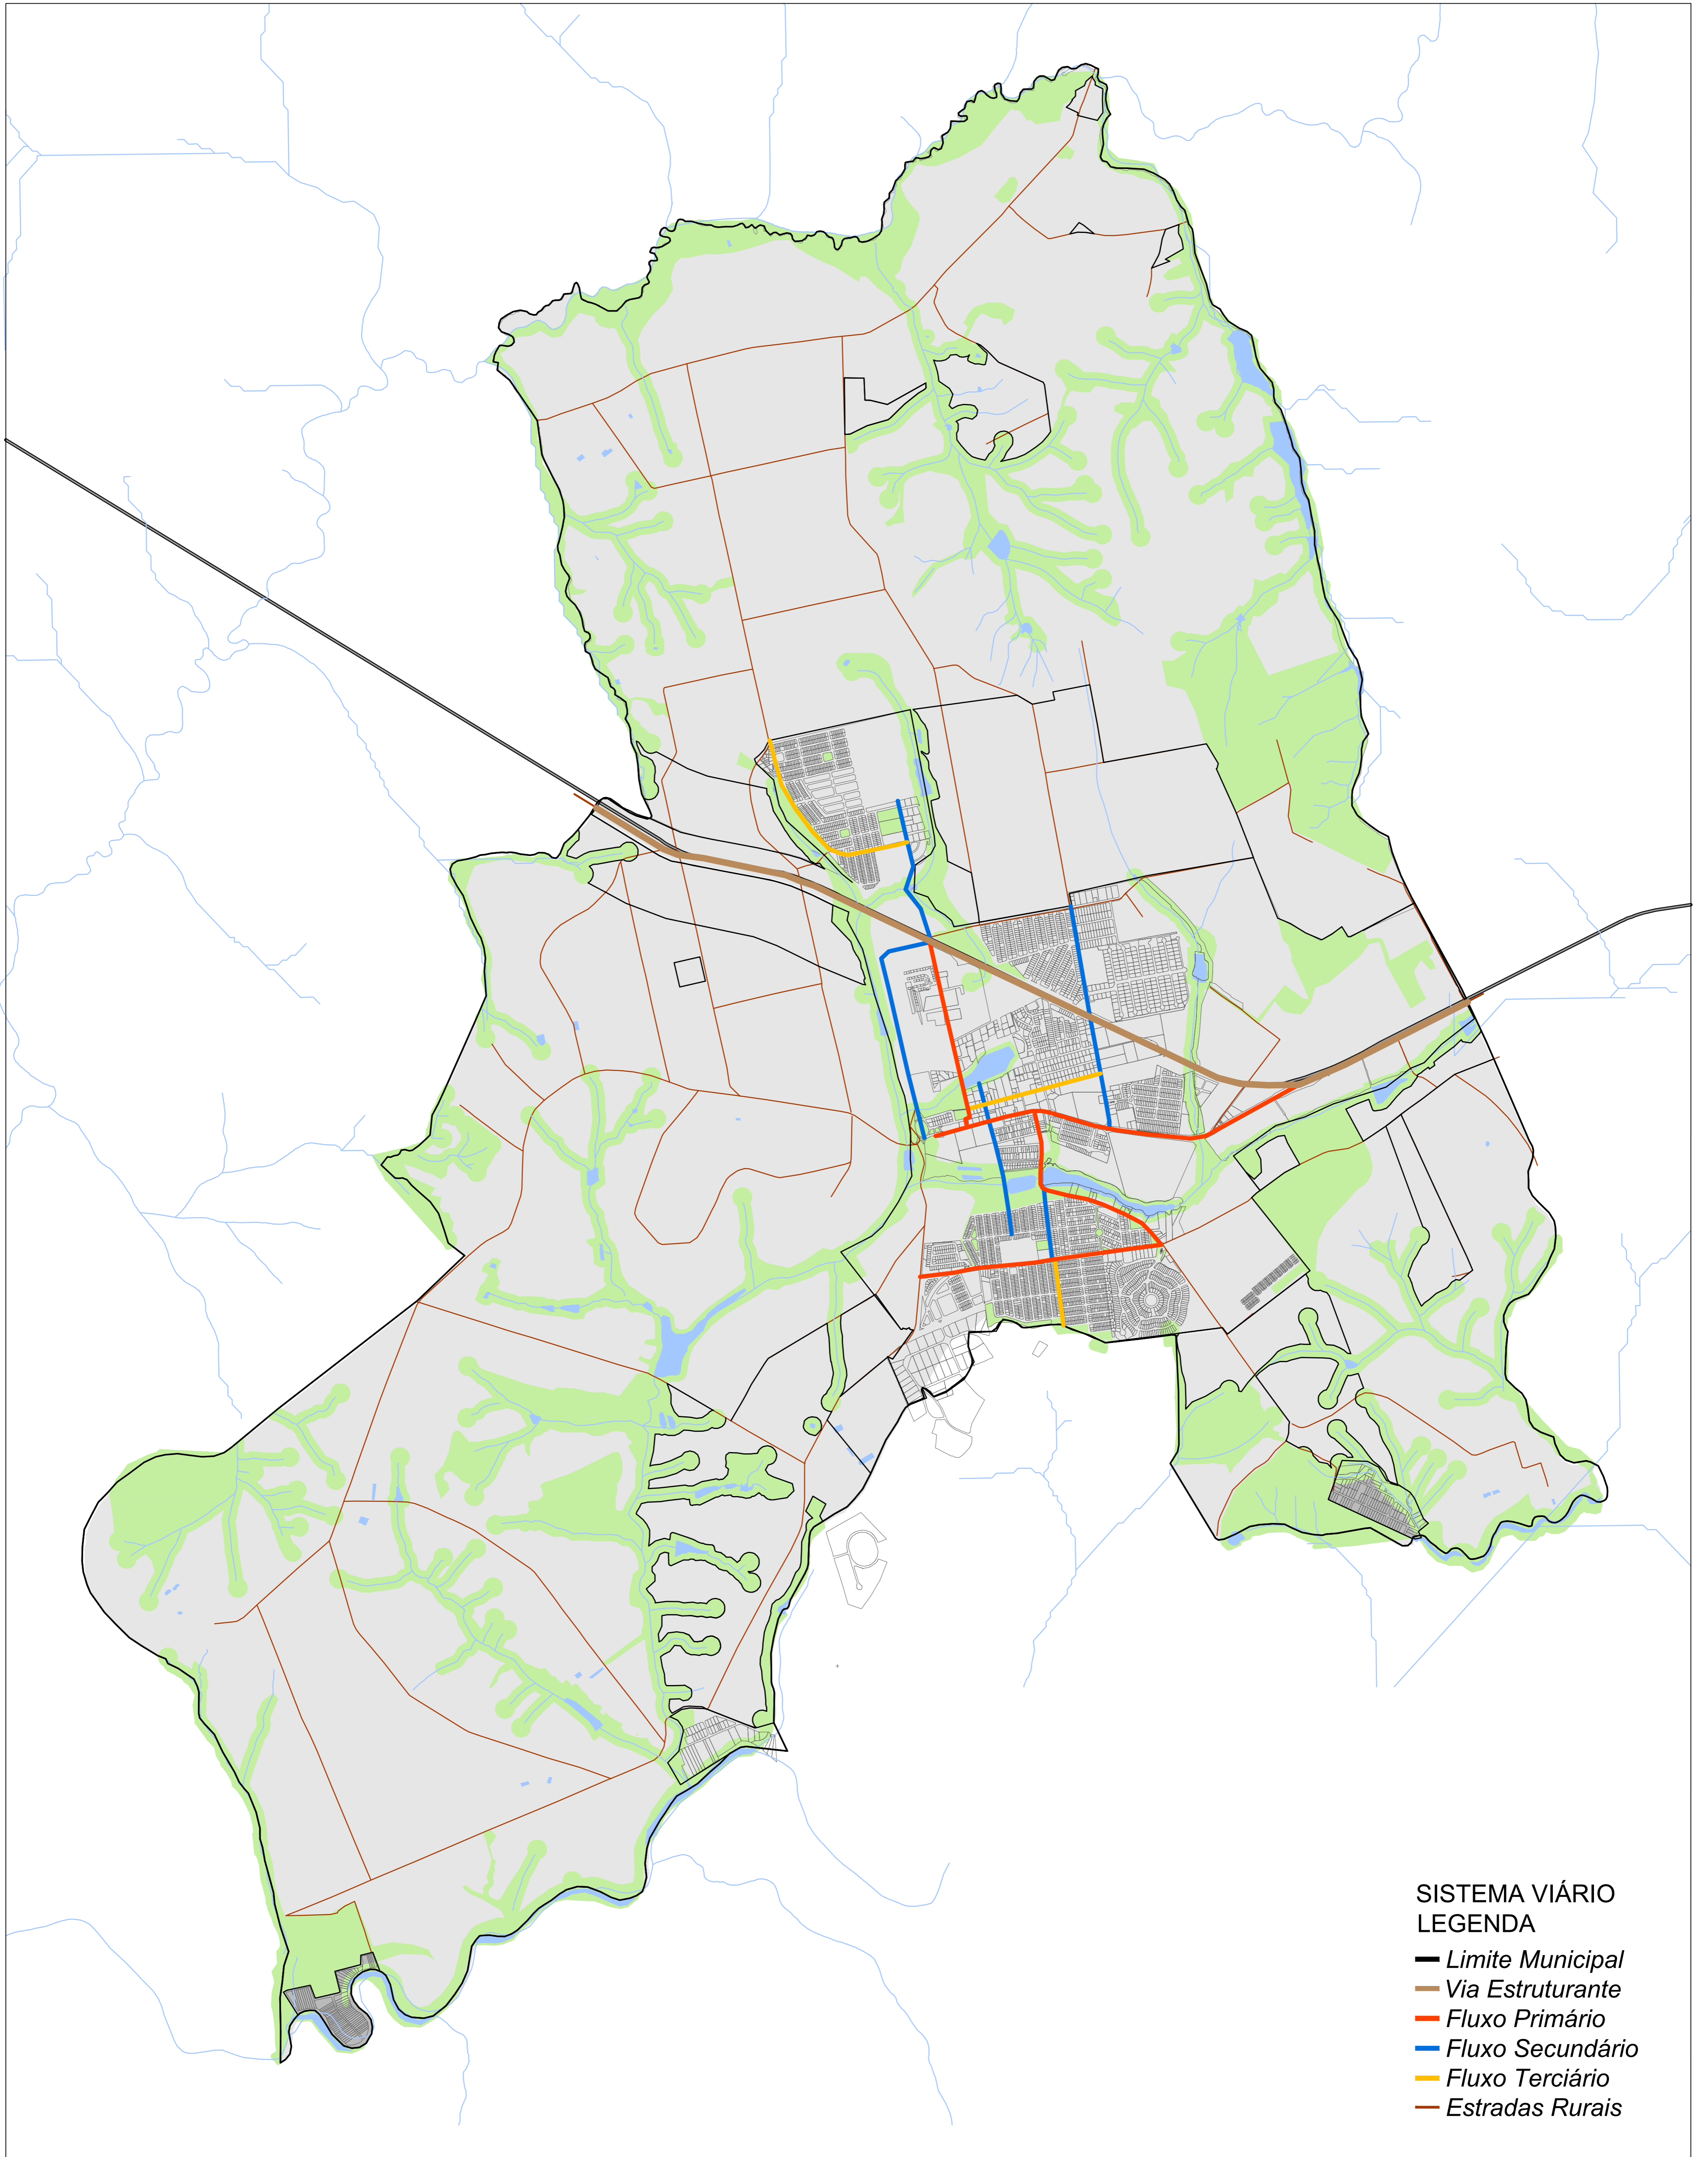 SISTEMA VIÁRIO
LEGENDA
Limite Municipal
Via Estruturante
Fluxo Primário
Fluxo Secundário
Fluxo Terciário
Estradas Rurais